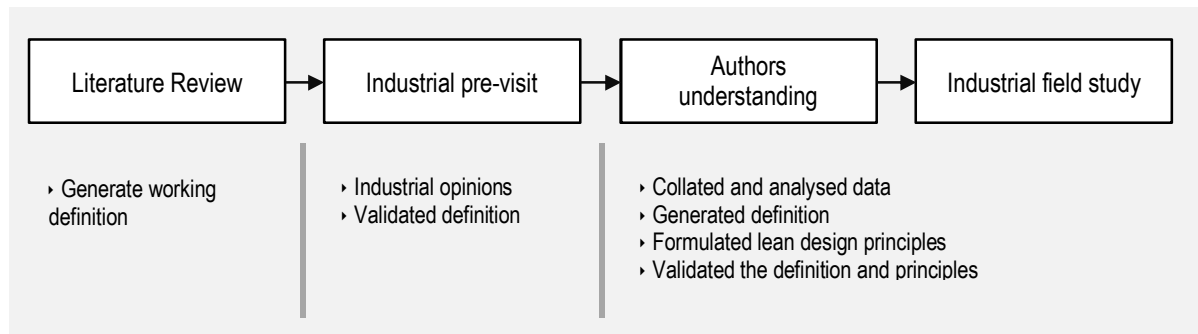 Literature Review
Industrial pre-visit
Authors
understanding
Industrial field study
‣ Generate working
definition
‣ Industrial opinions
‣ Validated definition
‣ Collated and analysed data
‣ Generated definition
‣ Formulated lean design principles
‣ Validated the definition and principles